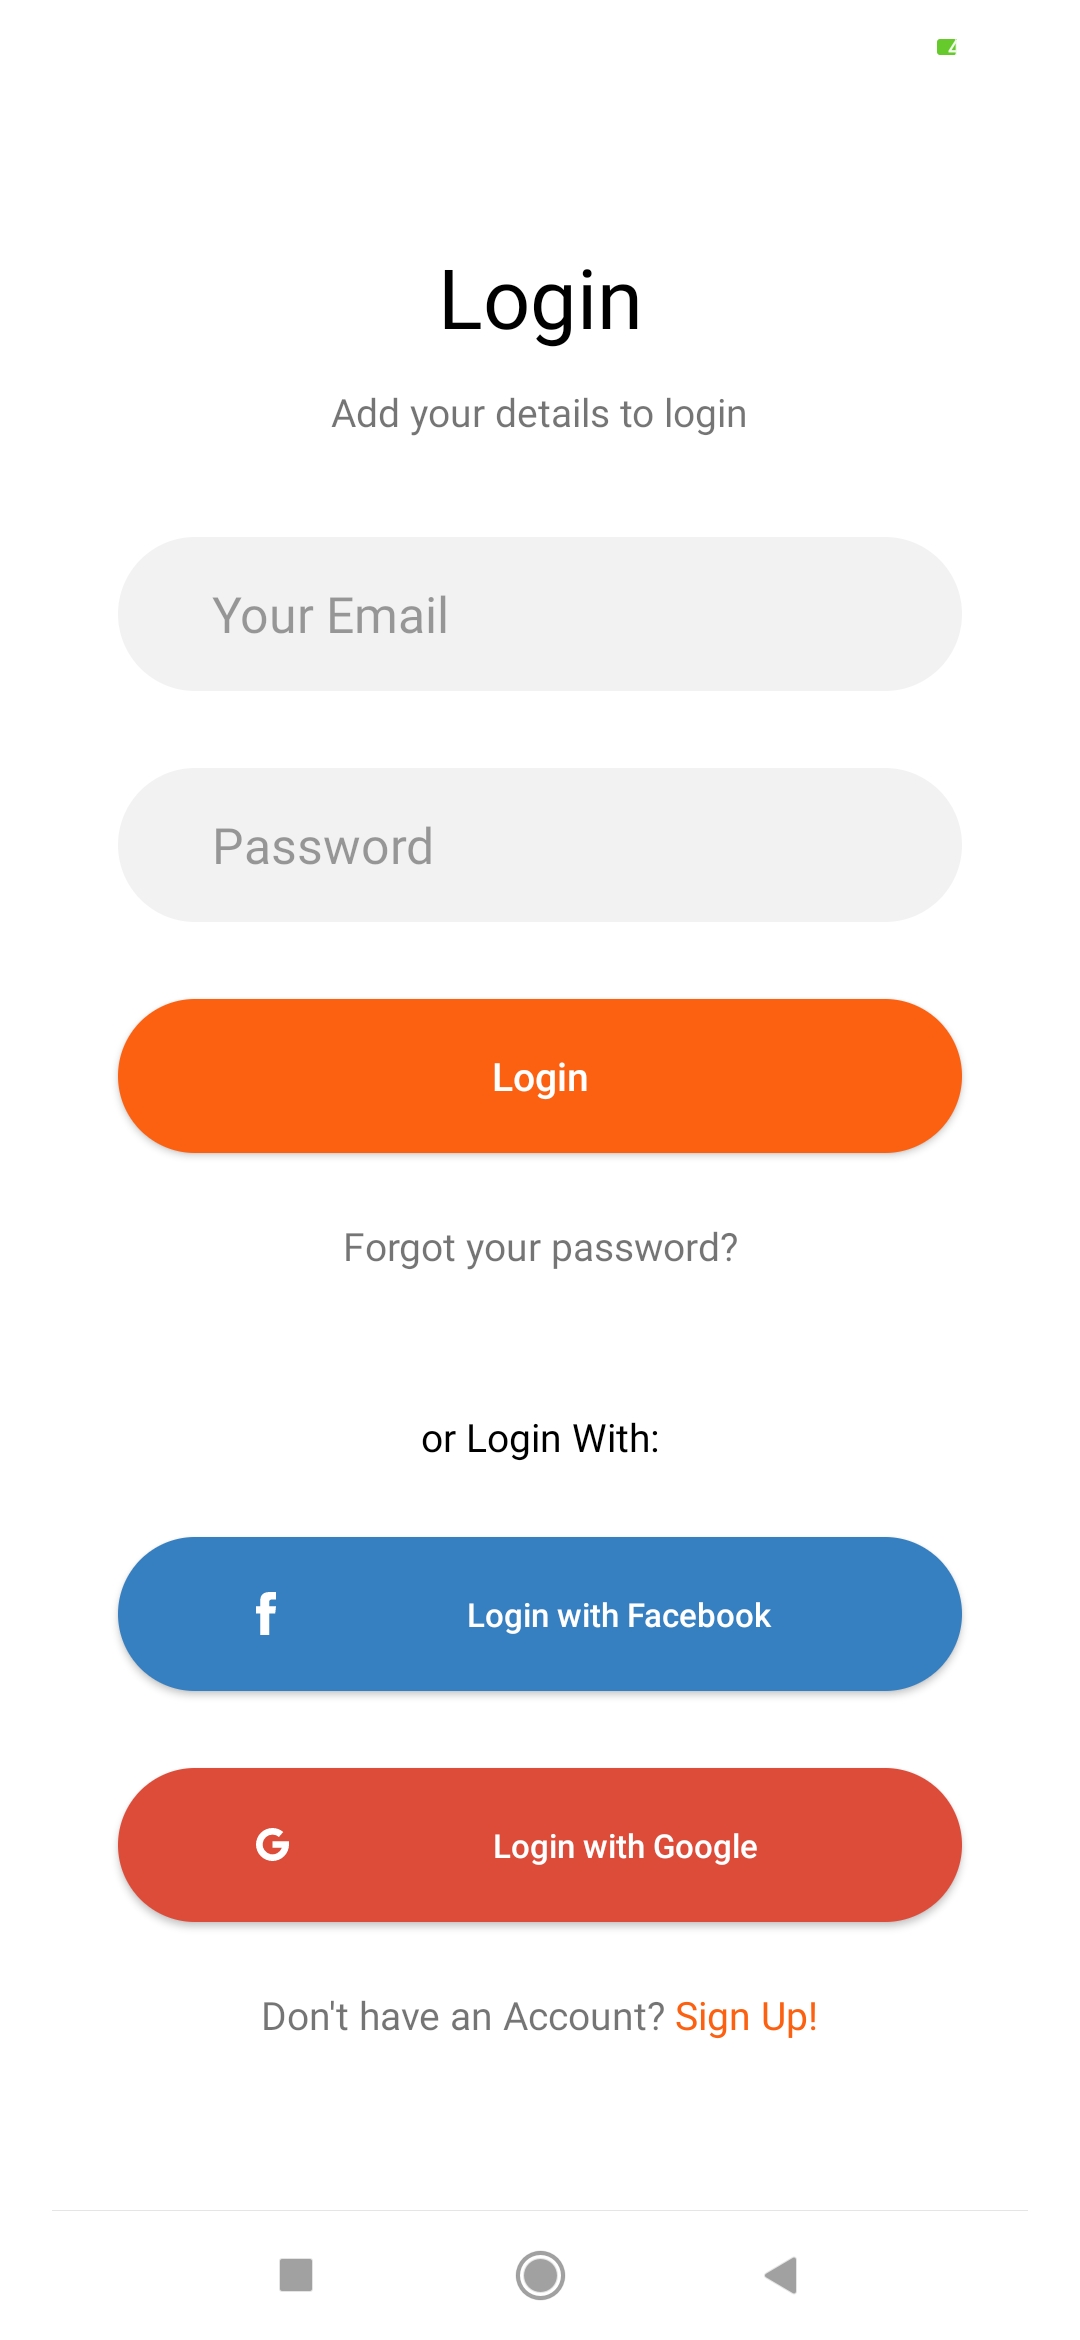 Login
Add your details to login
Your Email
Password
Login
Forgot your password?
or Login With:
Login with Facebook
Login with Google
Don't have an Account? Sign Up!